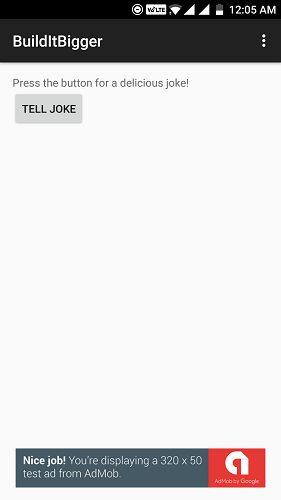 VoLTE 12:05 AM
BuildItBigger
Press the button for a delicious joke!
TELL JOKE
Nice job! You're displaying a 320 x 50
test ad from AdMob.
AdMob by Google